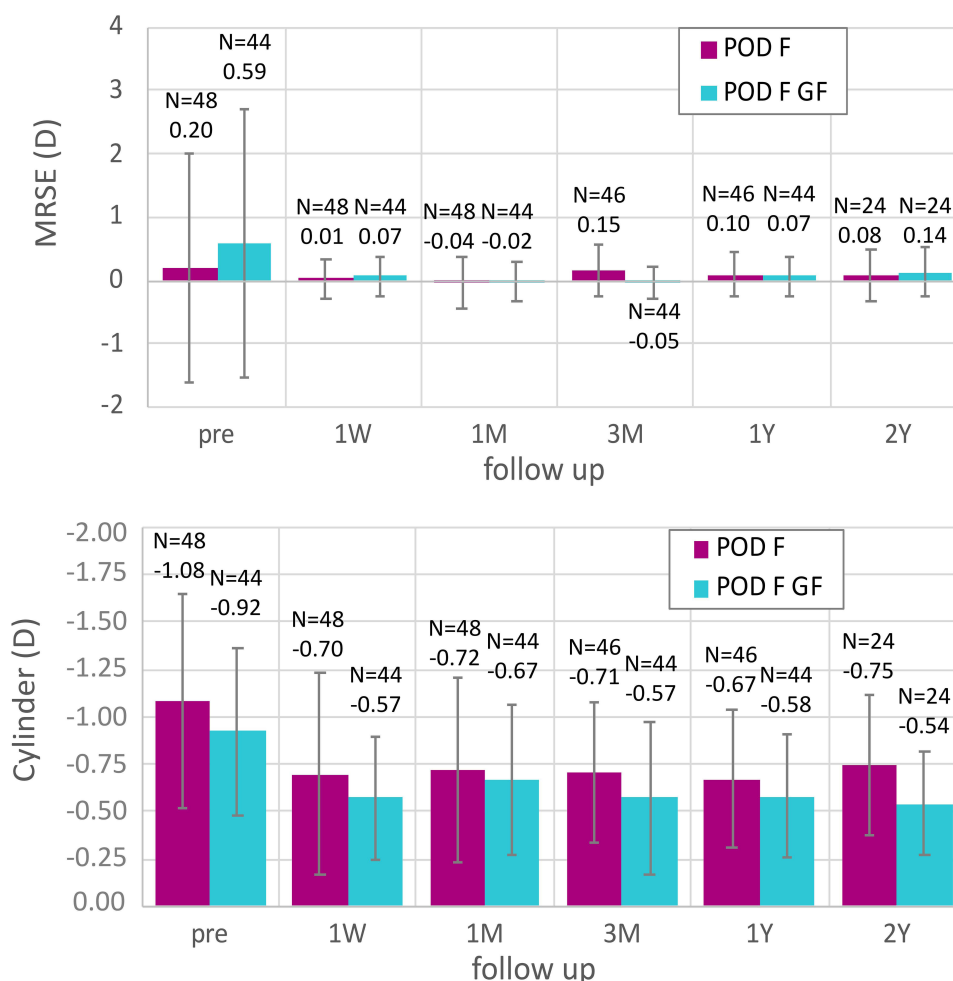 MRSE (D)
4
3
2
1
0
-1
-2
POD F
POD F GF
N=48
0.20
N=44
0.59
N=48
0.01
N=44
0.07
N=48
-0.04
N=44
-0.02
N=46
0.15
N=44
-0.05
N=46
0.10
N=44
0.07
N=24
0.08
N=24
0.14
pre
1W
1M
3M
1Y
2Y
follow up
Cylinder (D)
-2.00
-1.75
-1.50
-1.25
-1.00
-0.75
-0.50
-0.25
0.00
POD F
POD F GF
N=48
-1.08
N=44
-0.92
N=48
-0.70
N=44
-0.57
N=48
-0.72
N=44
-0.67
N=46
-0.71
N=44
-0.57
N=46
-0.67
N=44
-0.58
N=24
-0.75
N=24
-0.54
pre
1W
1M
3M
1Y
2Y
follow up